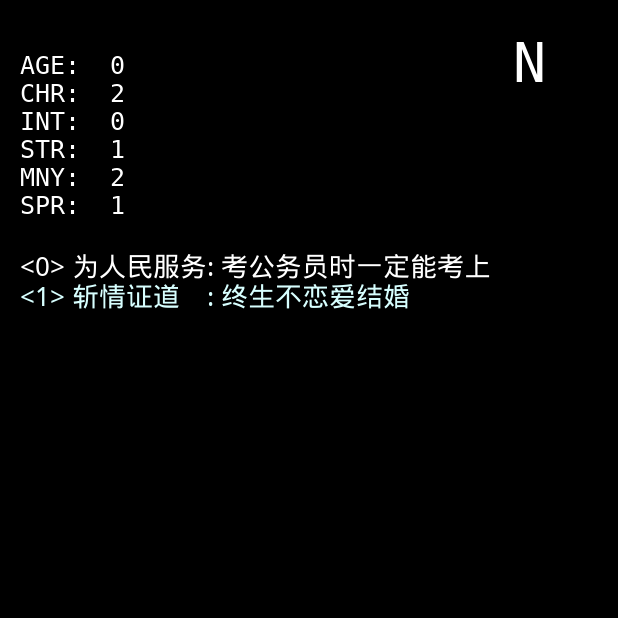 N
AGE: 0
CHR: 2
INT: 0
STR: 1
MNY: 2
SPR: 1
<0> 为人民服务: 考公务员时一定能考上
<1> 斩情证道 : 终生不恋爱结婚